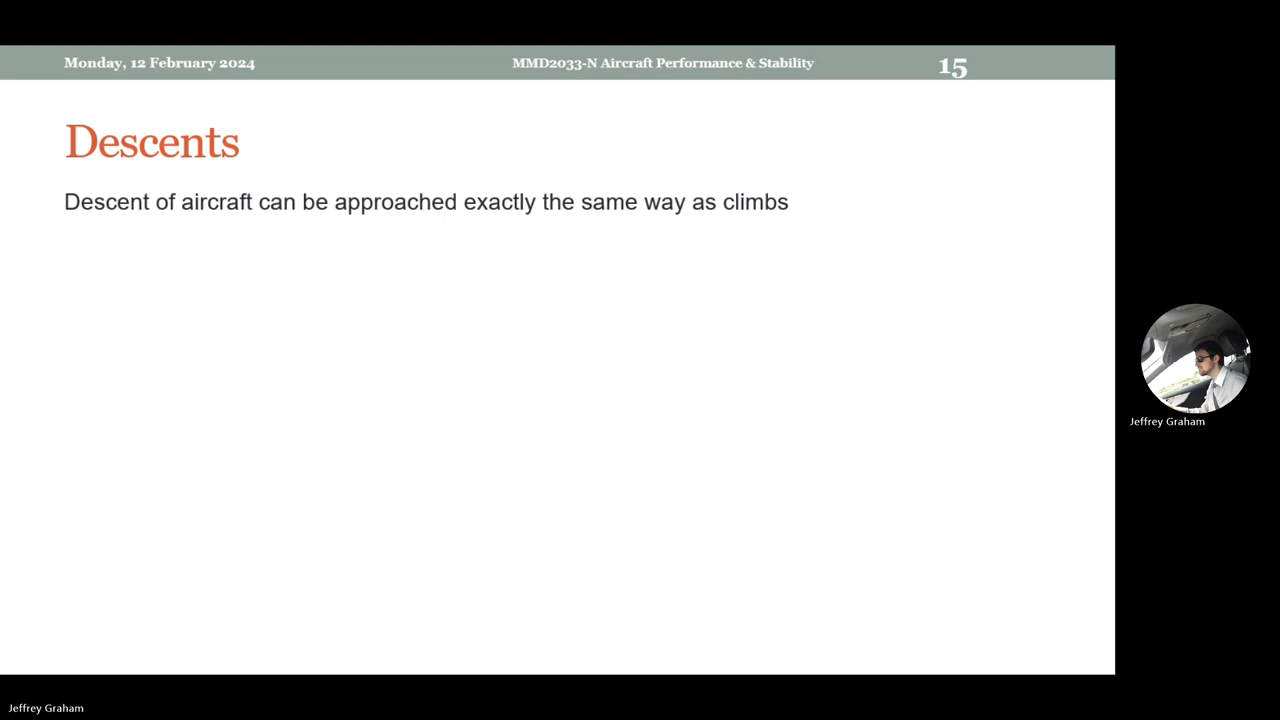 Monday, 12 February 2024 MMD2033-N Aircraft Performance & Stability 15
Descents
Descent of aircraft can be approached exactly the same way as climbs
Jeffrey Graham
Jeffrey Graham